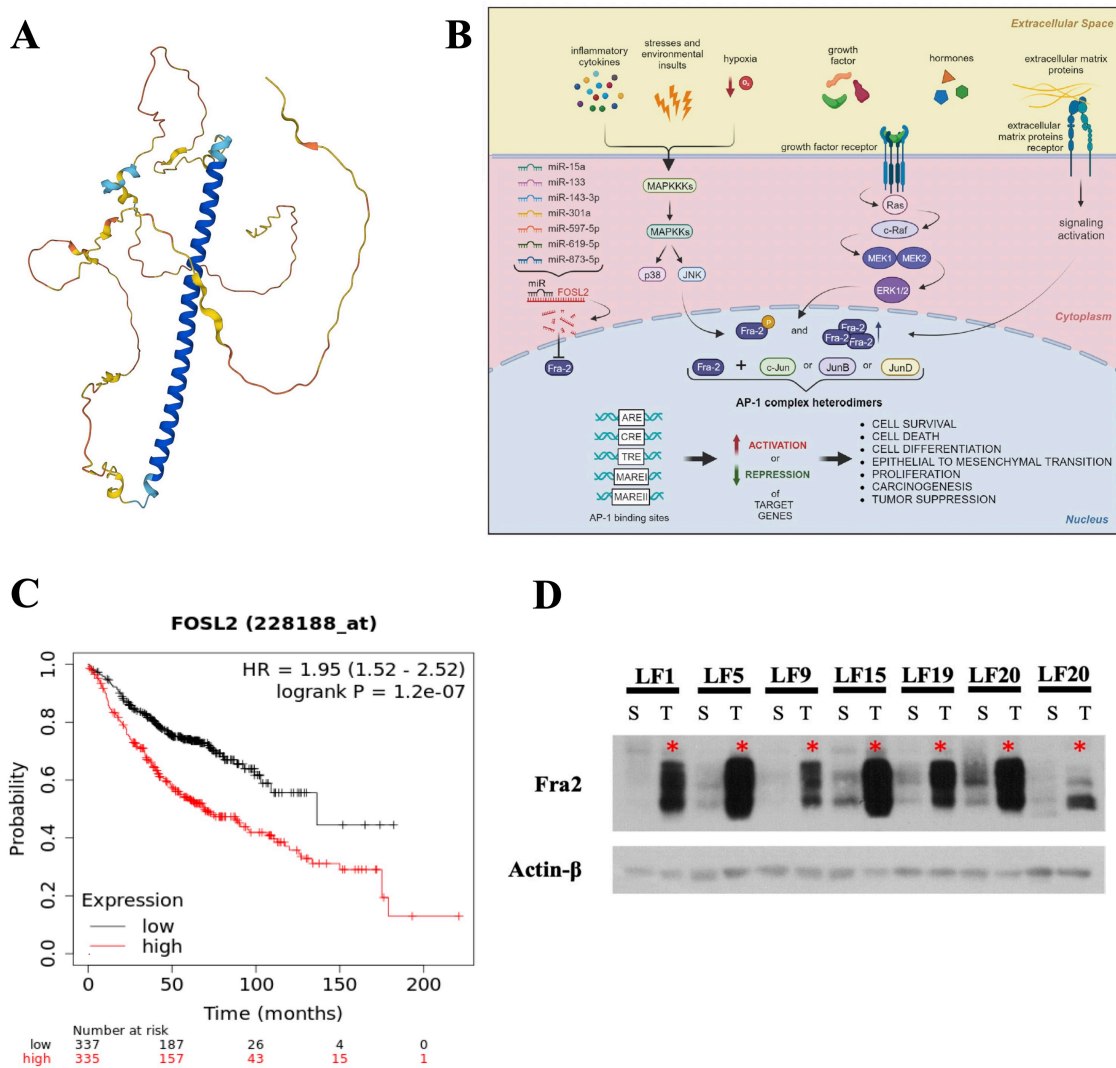 A
B
Extracellular Space
inflammatory
cytokines
stresses and
environmental
insults
hypoxia
O₂
growth
factor
hormones
extracellular matrix
proteins
extracellular
matrix proteins
receptor
growth factor receptor
miR-15a
miR-133
miR-143-3p
miR-301a
miR-597-5p
miR-619-5p
miR-873-5p
miR
FOSL2
MAPKKKs
MAPKKs
p38
JNK
Ras
c-Raf
MEK1
MEK2
ERK1/2
signaling
activation
Cytoplasm
Fra-2
Fra-2
P
and
Fra-2
Fra-2
Fra-2
Fra-2 + c-Jun or JunB or JunD
AP-1 complex heterodimers
ARE
CRE
TRE
MAREI
MAREII
AP-1 binding sites
ACTIVATION
or
REPRESSION
of
TARGET
GENES
• CELL SURVIVAL
• CELL DEATH
• CELL DIFFERENTIATION
• EPITHELIAL TO MESENCHYMAL TRANSITION
• PROLIFERATION
• CARCINOGENESIS
• TUMOR SUPPRESSION
Nucleus
C
FOSL2 (228188_at)
HR = 1.95 (1.52 - 2.52)
logrank P = 1.2e-07
Probability
1.0
0.8
0.6
0.4
0.2
0.0
Expression
low
high
0 50 100 150 200
Time (months)
Number at risk
low 337 187 26 4 0
high 335 157 43 15 1
D
LF1 LF5 LF9 LF15 LF19 LF20 LF20
S T S T S T S T S T S T S T
* * * * * * *
Fra2
Actin-β